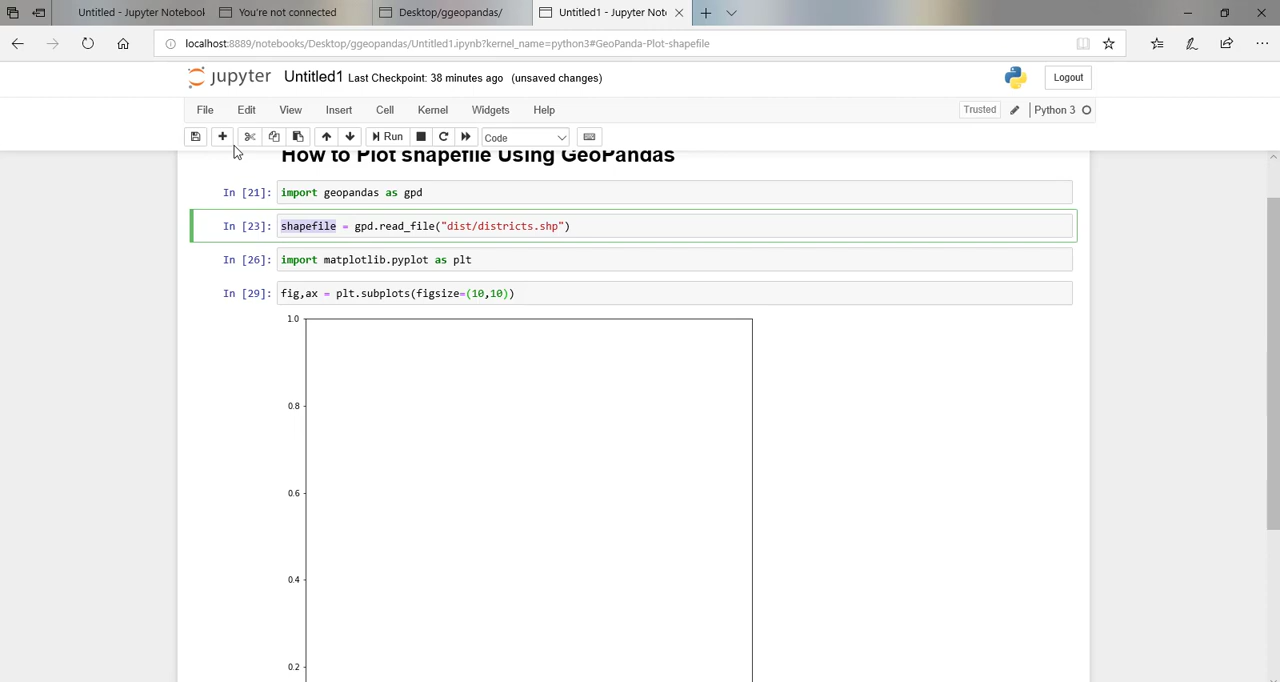 Untitled - Jupyter Notebook
You're not connected
Desktop/ggeopandas/
Untitled1 - Jupyter Note
localhost:8889/notebooks/Desktop/ggeopandas/Untitled1.ipynb?kernel_name=python3#GeoPanda-Plot-shapefile
jupyter Untitled1 Last Checkpoint: 38 minutes ago (unsaved changes)
Logout
File Edit View Insert Cell Kernel Widgets Help
Trusted Python 3
Run Code
How to Plot shapefile Using GeoPandas
In [21]: import geopandas as gpd
In [23]: shapefile = gpd.read_file("dist/districts.shp")
In [26]: import matplotlib.pyplot as plt
In [29]: fig,ax = plt.subplots(figsize=(10,10))
1.0
0.8
0.6
0.4
0.2